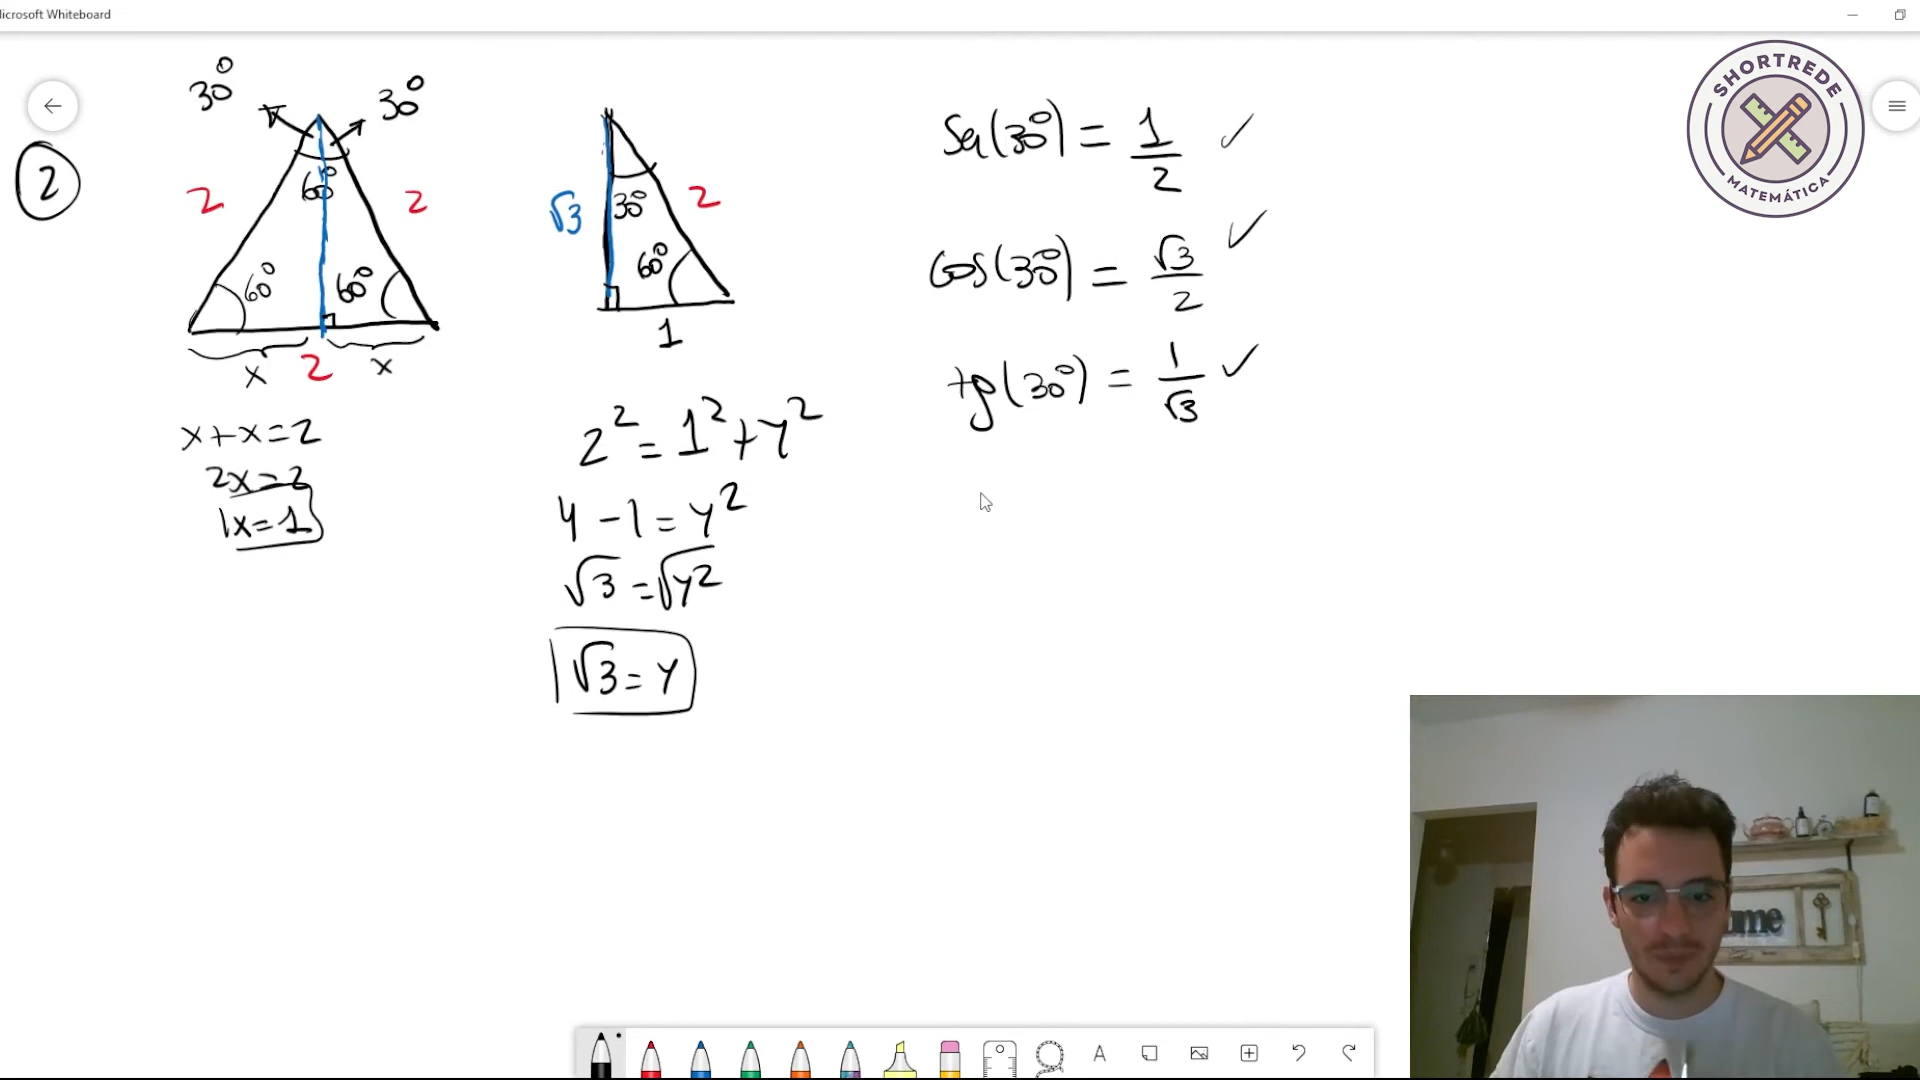 Microsoft Whiteboard
SHORTREDE
MATEMÁTICA
2
30°
30°
60°
2
2
60°
60°
x
2
x
x+x=2
2x=2
x=1
√3
30°
2
60°
1
2² = 1² + y²
4 - 1 = y²
√3 = √y²
√3 = y
Sen(30°) = 1/2 ✓
Cos(30°) = √3/2 ✓
tg(30°) = 1/√3 ✓
ome
A